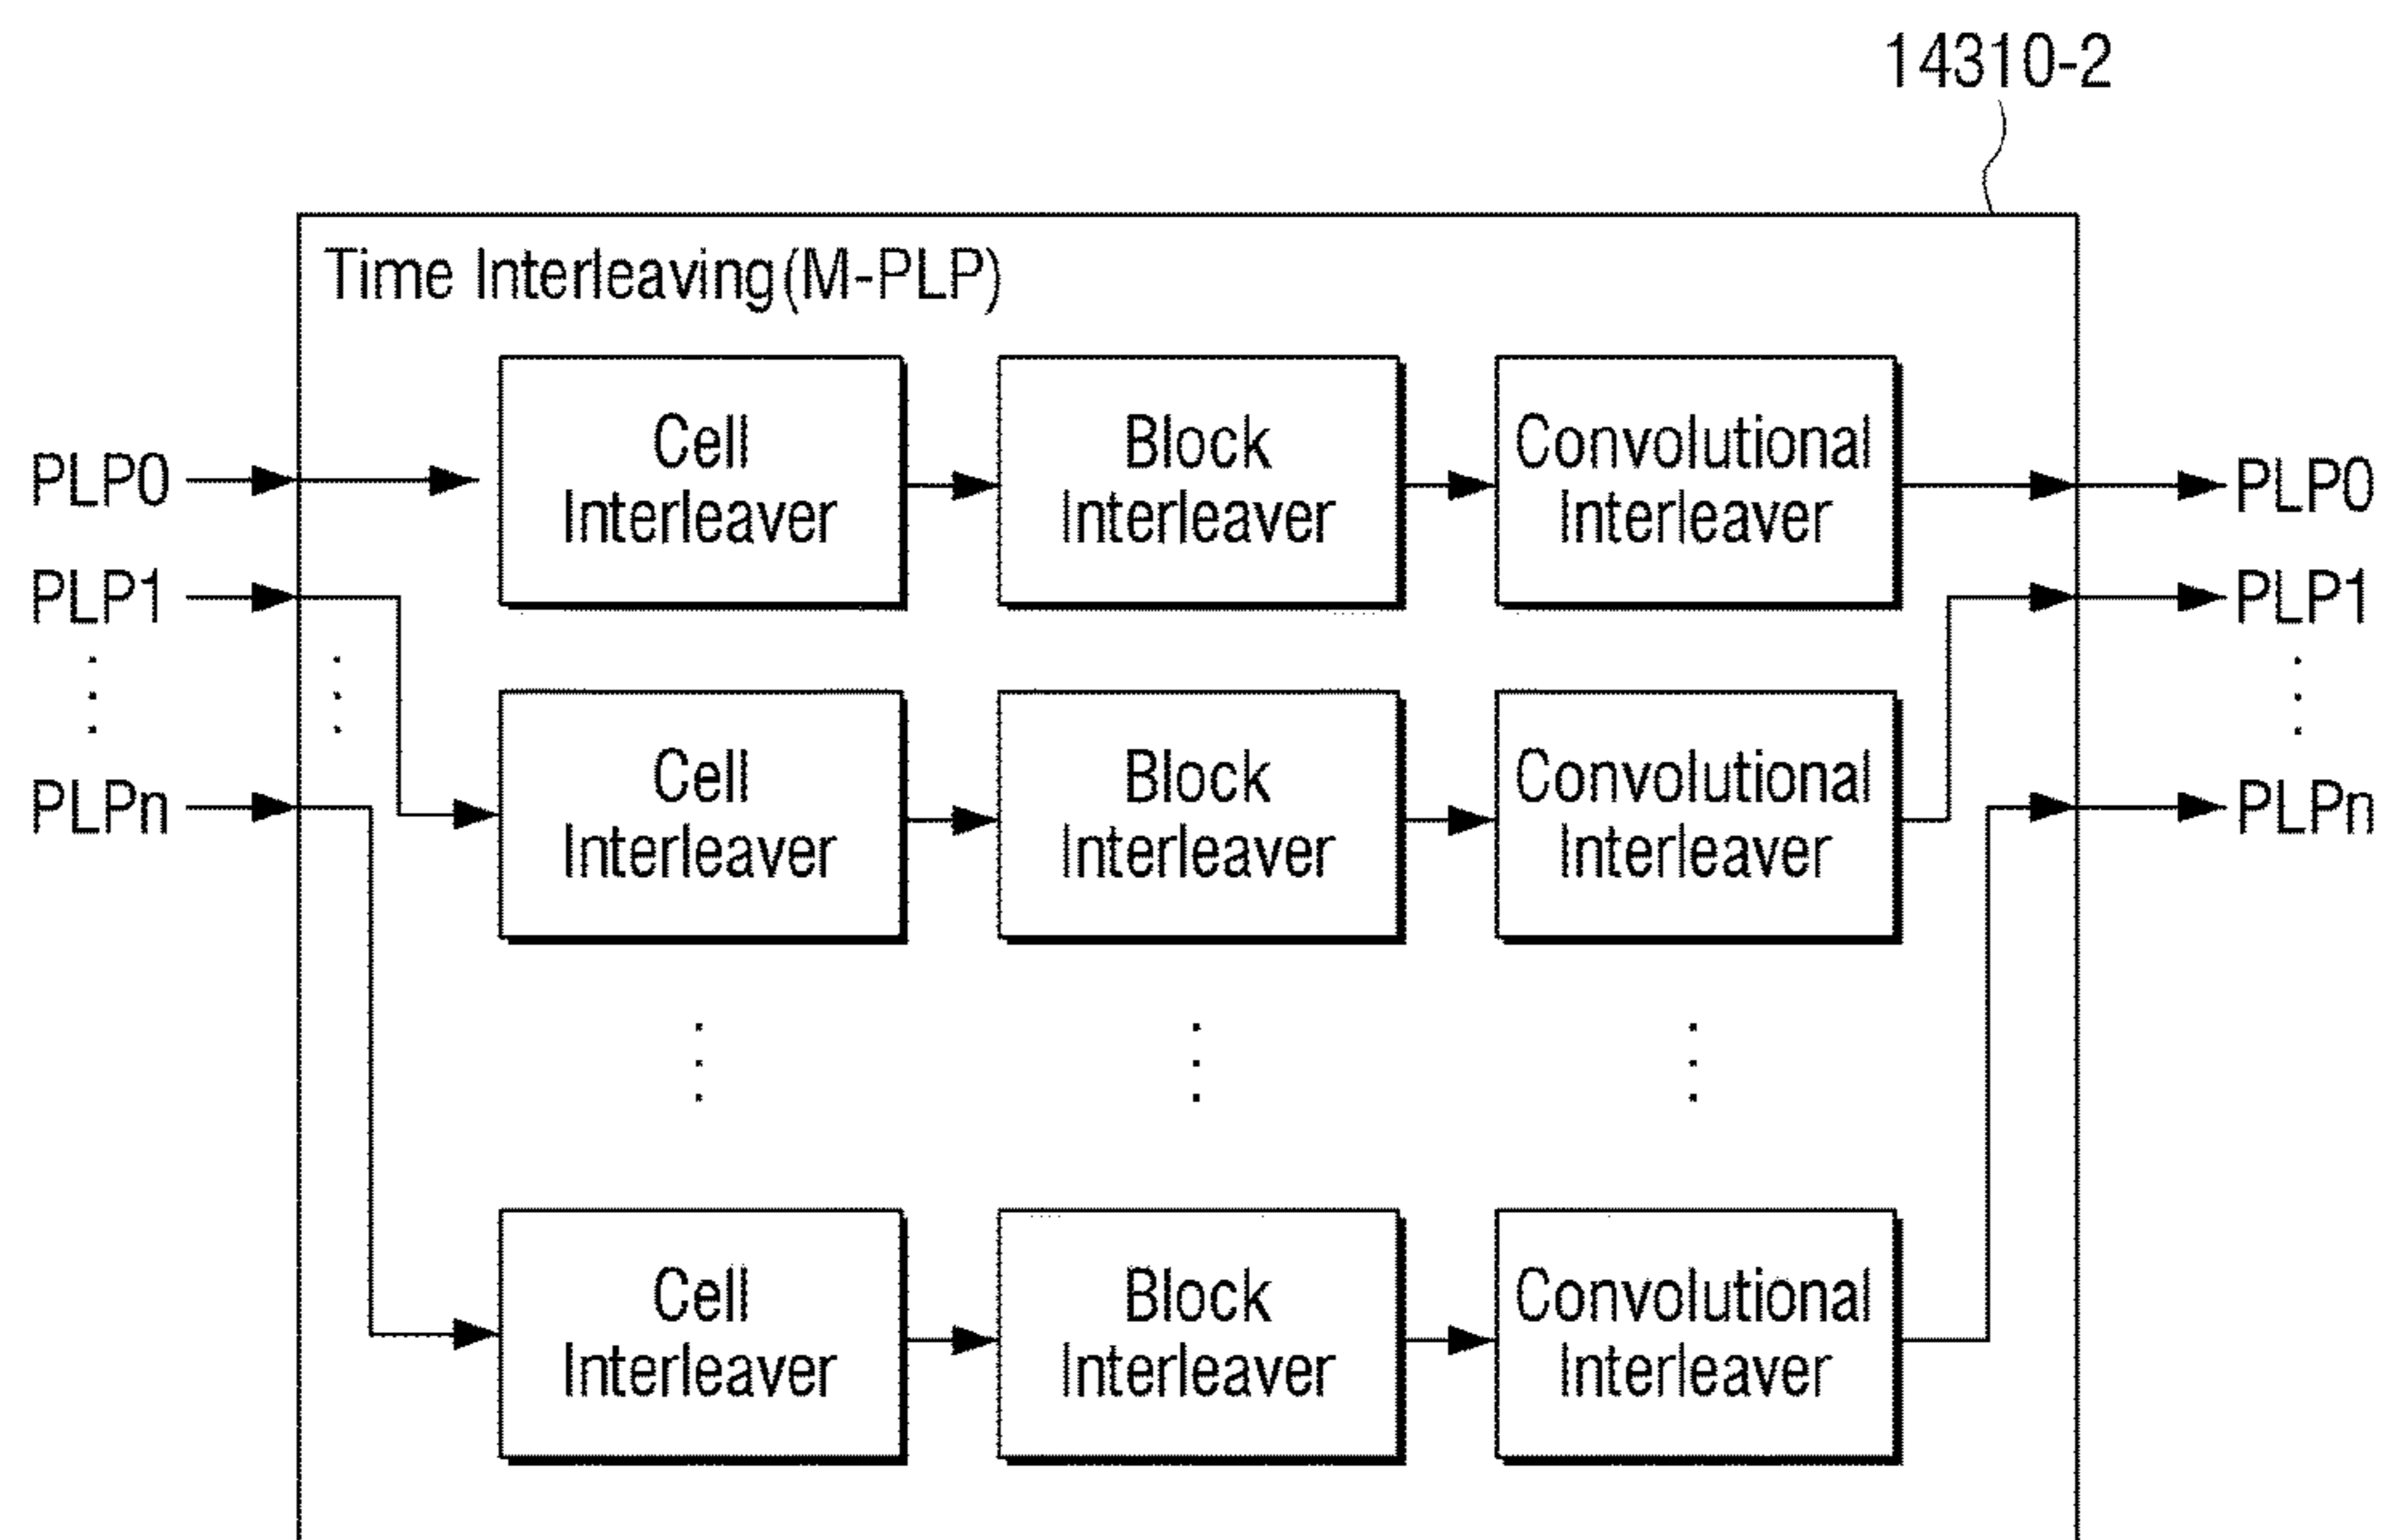 14310-2
Time Interleaving(M-PLP)
PLP0
Cell
Interleaver
Block
Interleaver
Convolutional
Interleaver
PLP0
PLP1
PLP1
Cell
Interleaver
Block
Interleaver
Convolutional
Interleaver
PLPn
PLPn
Cell
Interleaver
Block
Interleaver
Convolutional
Interleaver